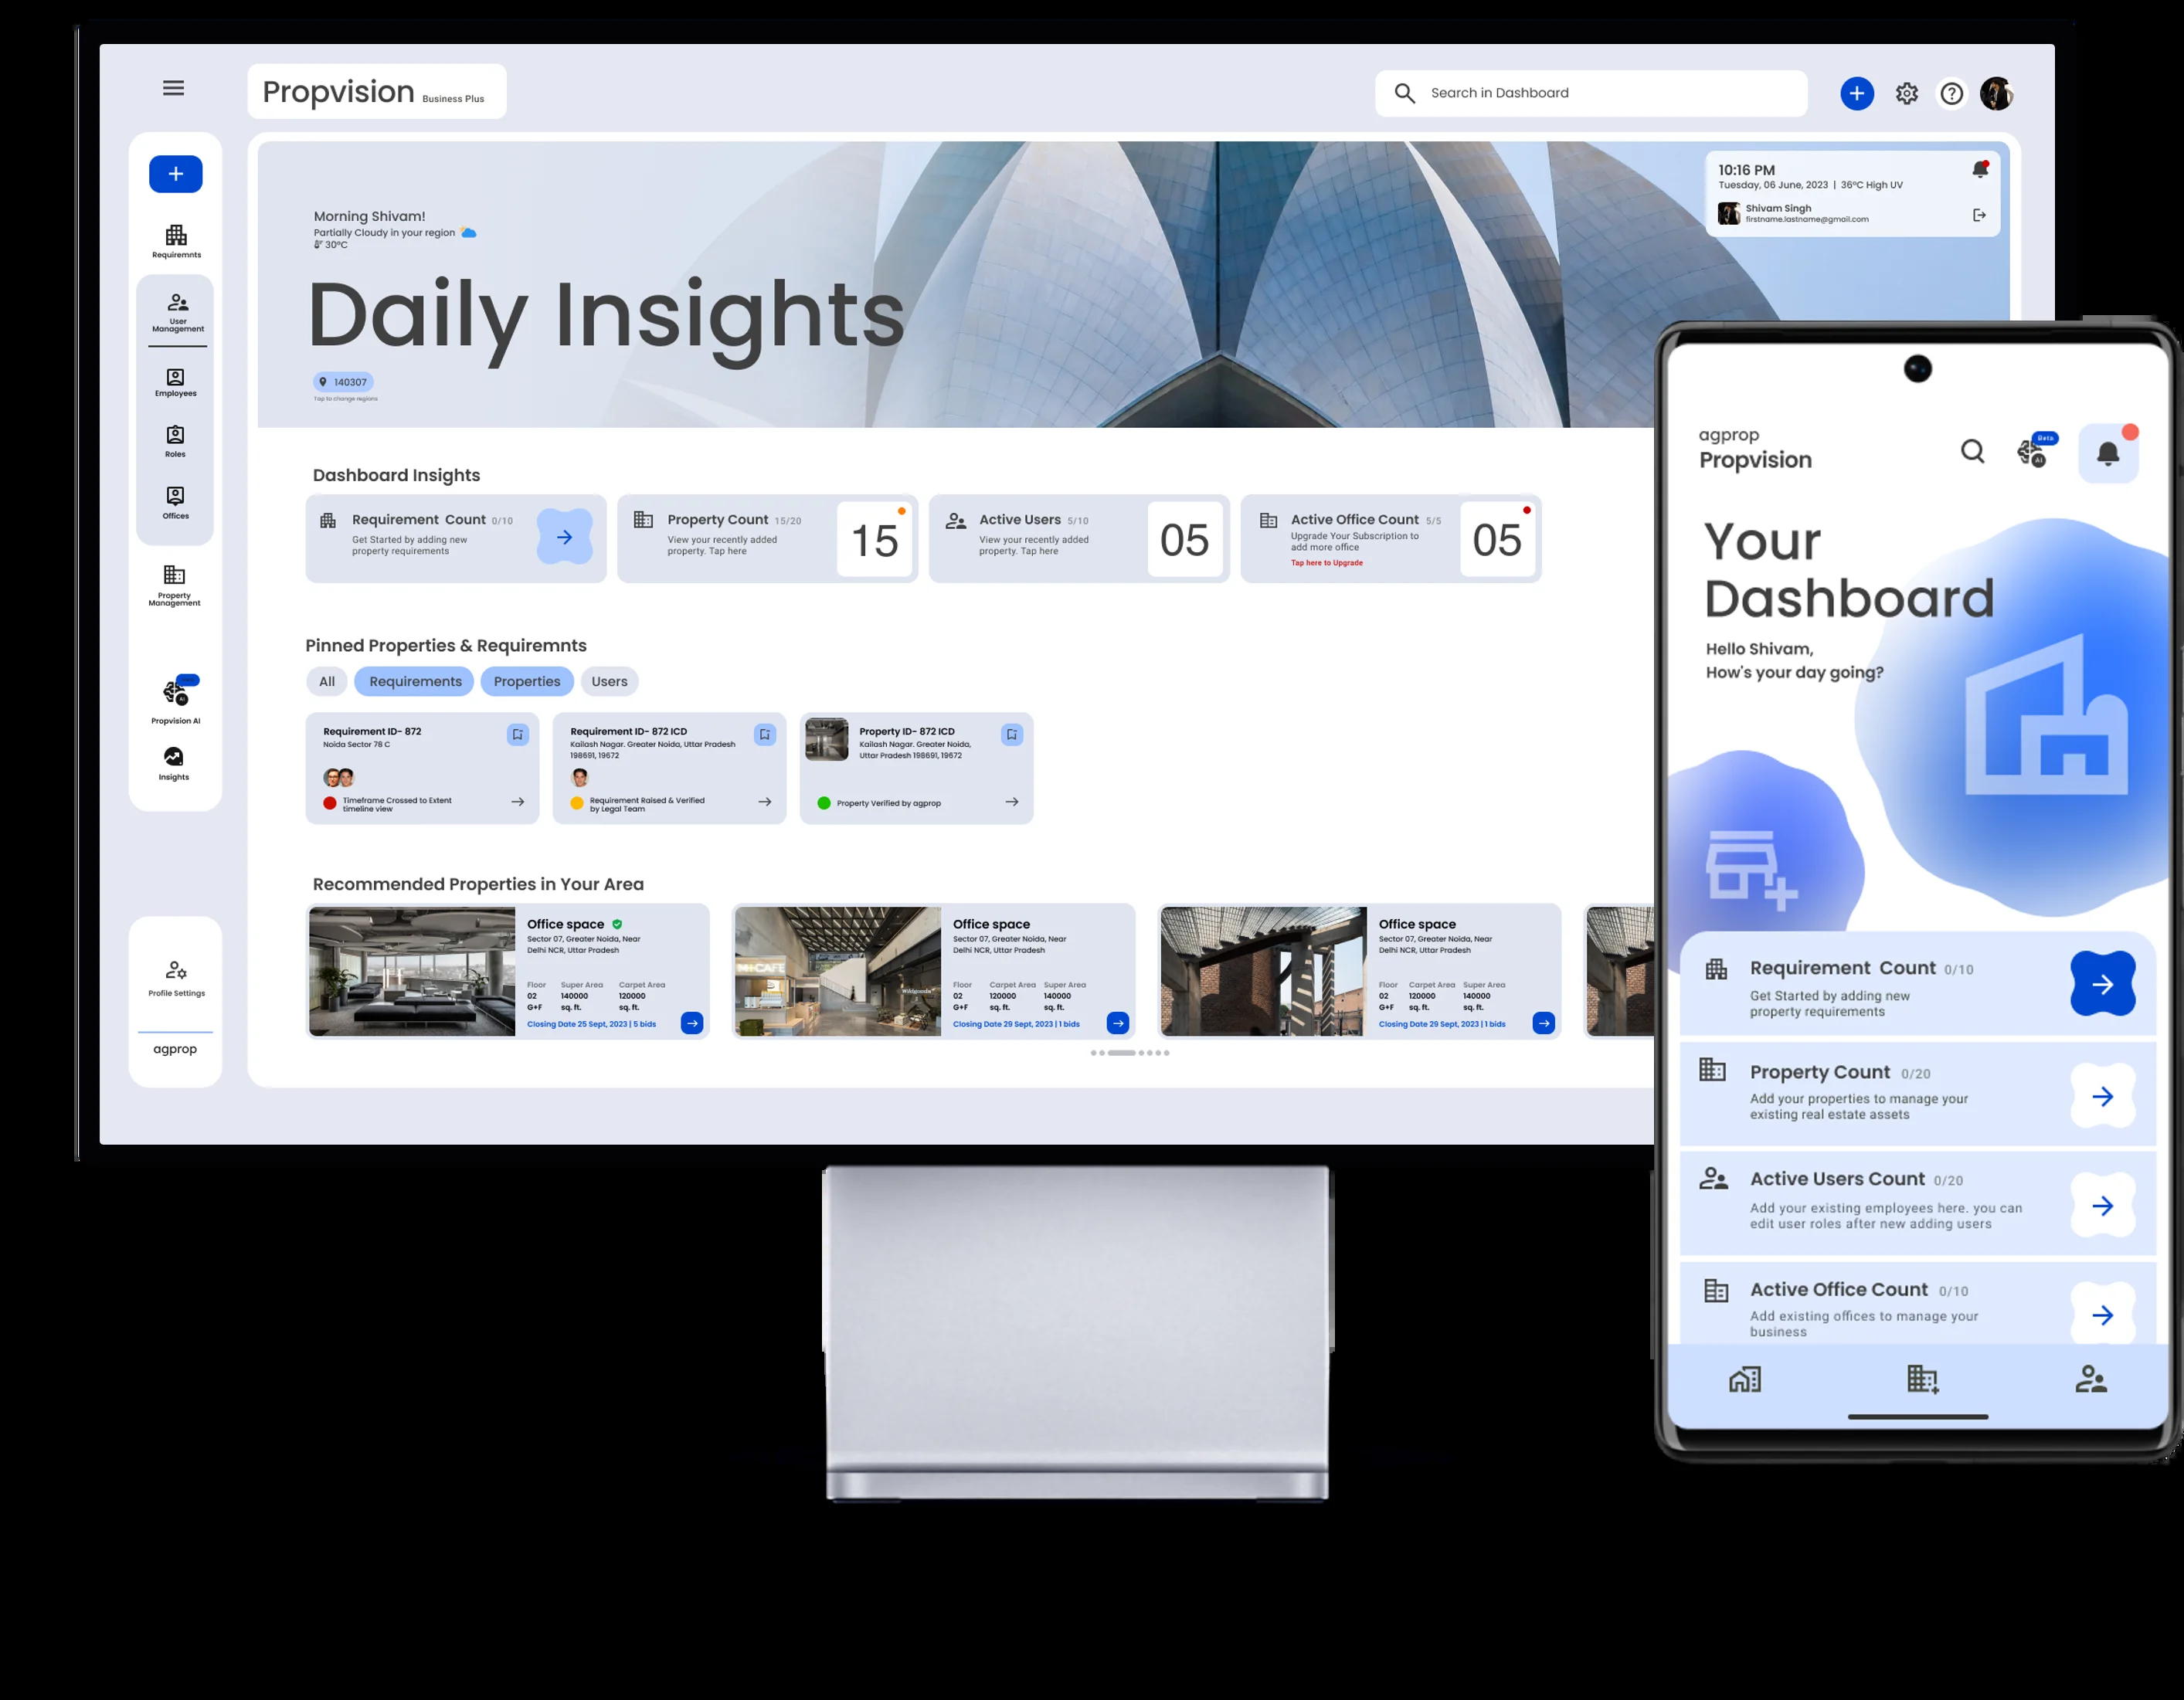 Propvision Business Plus
Search in Dashboard
Requiremnts
User
Management
Employees
Roles
Offices
Property
Management
Propvision AI
Insights
Profile Settings
agprop
Morning Shivam!
Partially Cloudy in your region
30°C
Daily Insights
140307
Tap to change regions
10:16 PM
Tuesday, 06 June, 2023 | 36°C High UV
Shivam Singh
firstname.lastname@gmail.com
Dashboard Insights
Requirement Count 0/10
Get Started by adding new
property requirements
Property Count 15/20
View your recently added
property. Tap here
15
Active Users 5/10
View your recently added
property. Tap here
05
Active Office Count 5/5
Upgrade Your Subscription to
add more office
Tap here to Upgrade
05
Pinned Properties & Requiremnts
All Requirements Properties Users
Requirement ID- 872
Noida Sector 78 C
Timeframe Crossed to Extent
timeline view
Requirement ID- 872 ICD
Kailash Nagar. Greater Noida, Uttar Pradesh
198691, 19672
Requirement Raised & Verified
by Legal Team
Property ID- 872 ICD
Kailash Nagar. Greater Noida,
Uttar Pradesh 198691, 19672
Property Verified by agprop
Recommended Properties in Your Area
Office space
Sector 07, Greater Noida, Near
Delhi NCR, Uttar Pradesh
Floor Super Area Carpet Area
02 140000 120000
G+F sq. ft. sq. ft.
Closing Date 25 Sept, 2023 | 5 bids
Office space
Sector 07, Greater Noida, Near
Delhi NCR, Uttar Pradesh
Floor Carpet Area Super Area
02 120000 140000
G+F sq. ft. sq. ft.
Closing Date 29 Sept, 2023 | 1 bids
Office space
Sector 07, Greater Noida, Near
Delhi NCR, Uttar Pradesh
Floor Carpet Area Super Area
02 120000 140000
G+F sq. ft. sq. ft.
Closing Date 29 Sept, 2023 | 1 bids
agprop
Propvision
Beta
AI
Your
Dashboard
Hello Shivam,
How's your day going?
Requirement Count 0/10
Get Started by adding new
property requirements
Property Count 0/20
Add your properties to manage your
existing real estate assets
Active Users Count 0/20
Add your existing employees here. you can
edit user roles after new adding users
Active Office Count 0/10
Add existing offices to manage your
business